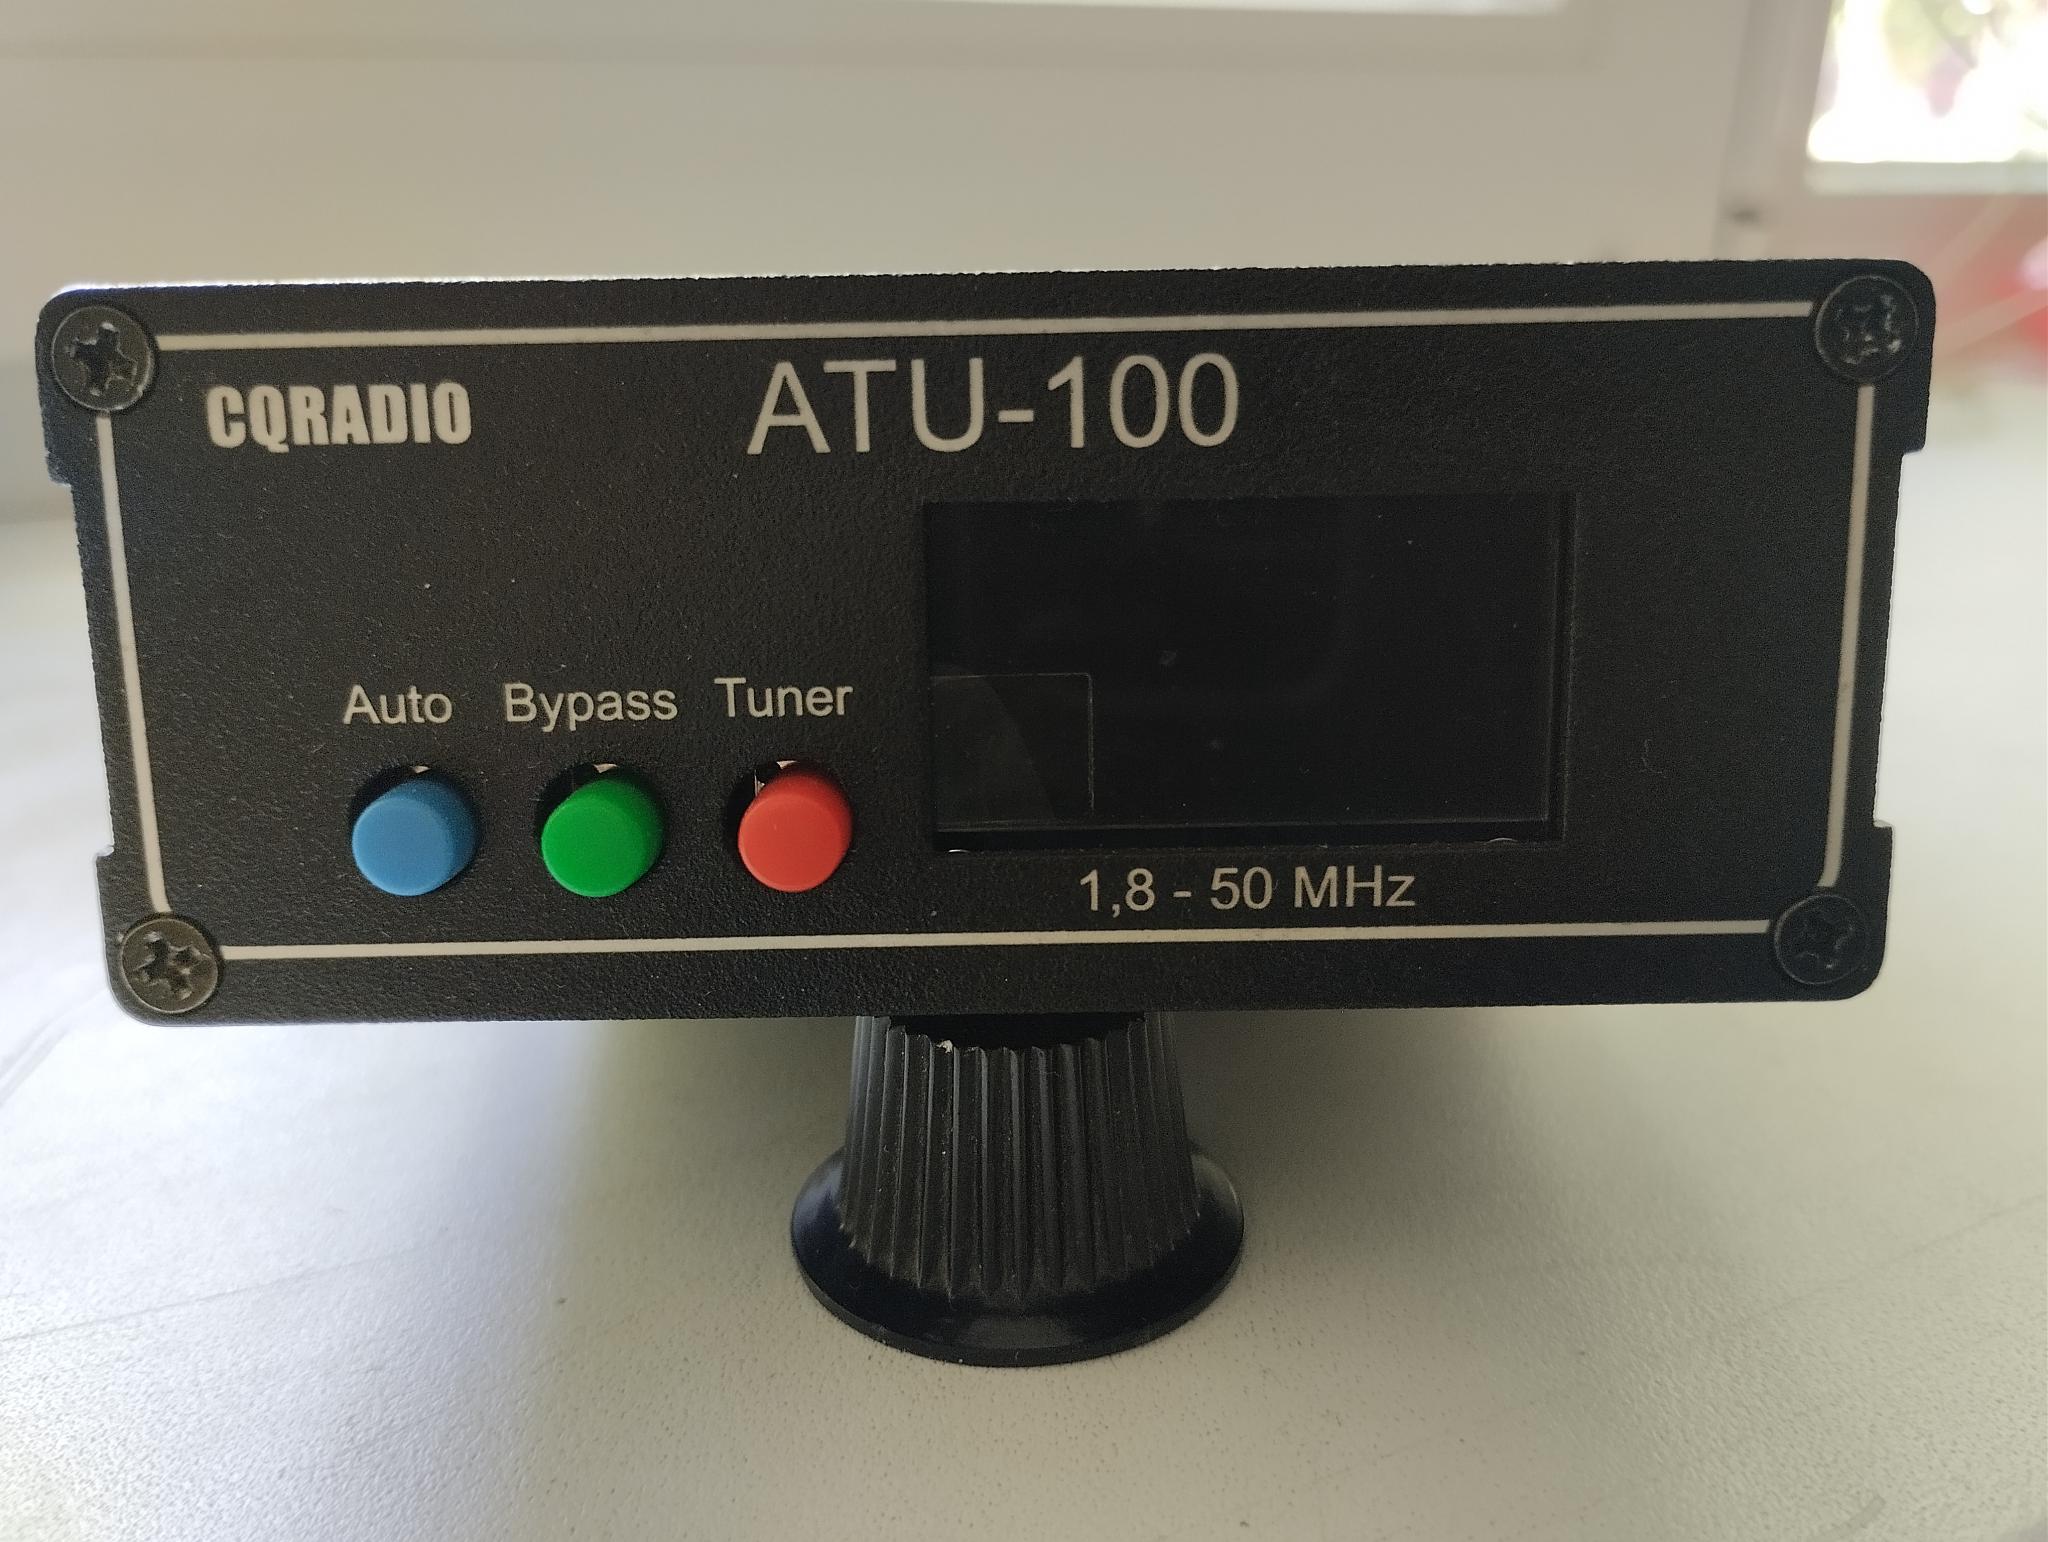 CQRADIO
ATU-100
Auto Bypass Tuner
1,8 - 50 MHz